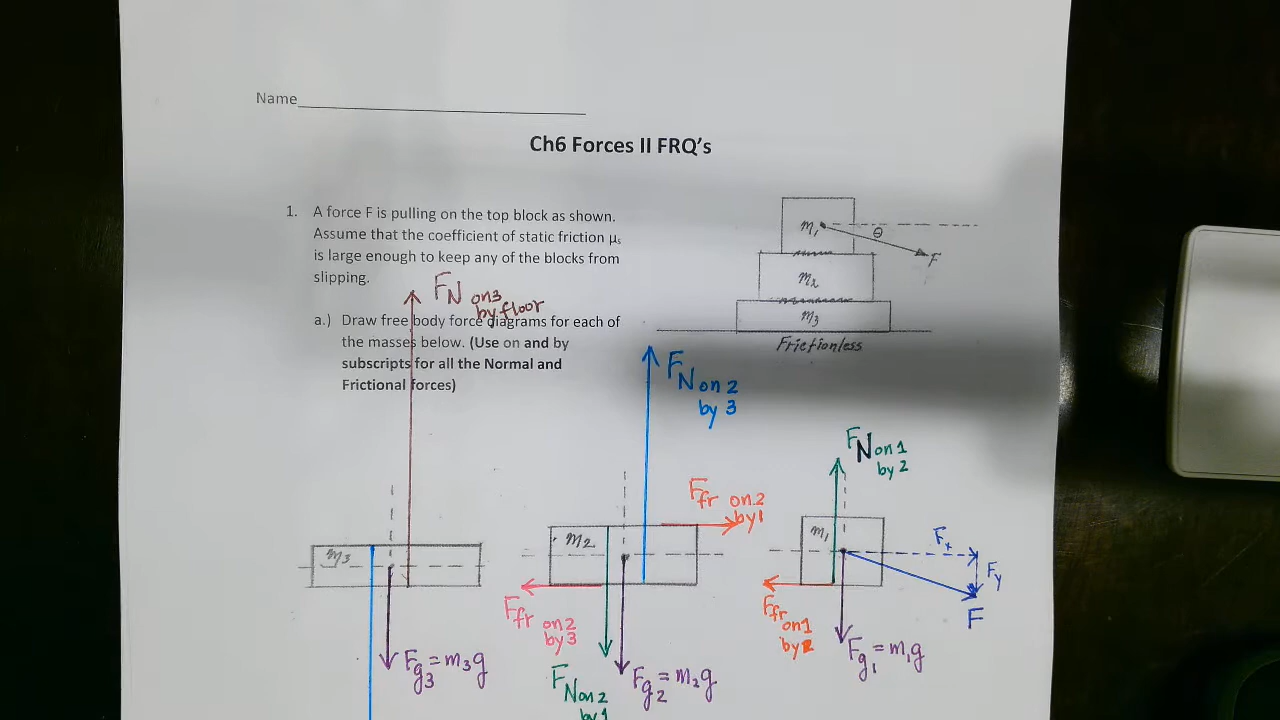 Name
Ch6 Forces II FRQ's
1. A force F is pulling on the top block as shown.
Assume that the coefficient of static friction μs
is large enough to keep any of the blocks from
slipping.
a.) Draw free body force diagrams for each of
the masses below. (Use on and by
subscripts for all the Normal and
Frictional forces)
m1
θ
F
m2
m3
Frictionless
FN on3
by floor
FN on 2
by 3
FN on 1
by 2
Ffr on 2
by 1
m3
m2
m1
Fx
Fy
F
Ffr on 2
by 3
Ffr on 1
by 2
Fg3 = m3g
FN on 2
by 1
Fg2 = m2g
Fg1 = m1g